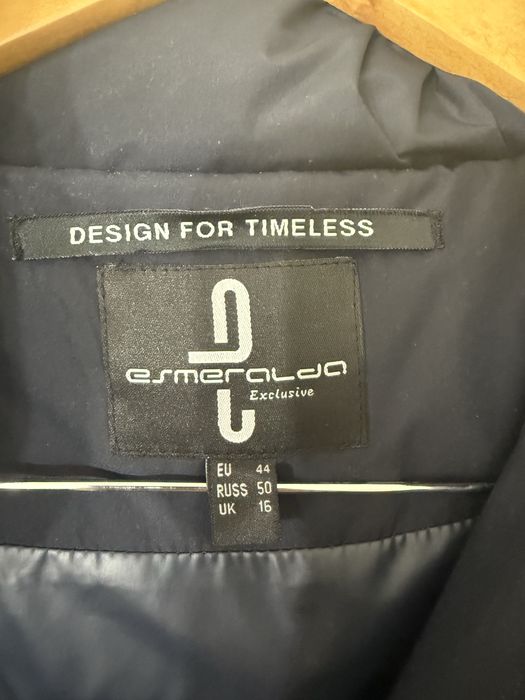 DESIGN FOR TIMELESS
esmeralda
Exclusive
EU 44
RUSS 50
UK 16